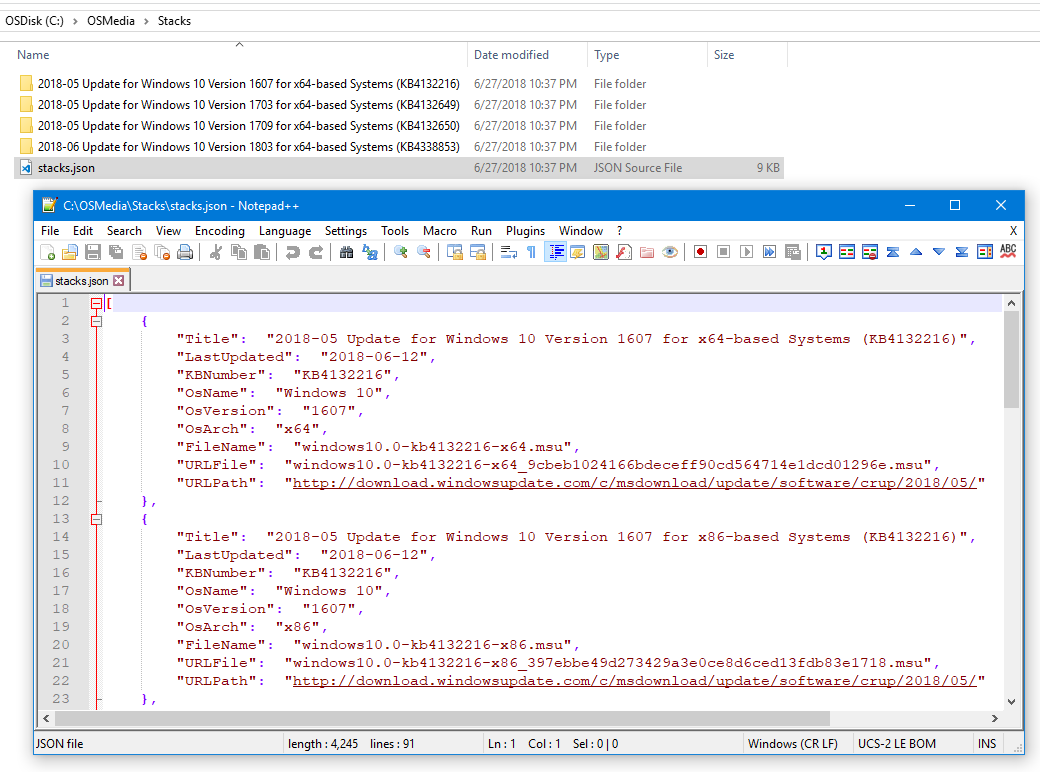 OSDisk (C:) > OSMedia > Stacks
Name Date modified Type Size
2018-05 Update for Windows 10 Version 1607 for x64-based Systems (KB4132216) 6/27/2018 10:37 PM File folder
2018-05 Update for Windows 10 Version 1703 for x64-based Systems (KB4132649) 6/27/2018 10:37 PM File folder
2018-05 Update for Windows 10 Version 1709 for x64-based Systems (KB4132650) 6/27/2018 10:37 PM File folder
2018-06 Update for Windows 10 Version 1803 for x64-based Systems (KB4338853) 6/27/2018 10:37 PM File folder
stacks.json 6/27/2018 10:37 PM JSON Source File 9 KB
C:\OSMedia\Stacks\stacks.json - Notepad++
File Edit Search View Encoding Language Settings Tools Macro Run Plugins Window ? X
ABC
stacks.json
1 [
2 {
3 "Title": "2018-05 Update for Windows 10 Version 1607 for x64-based Systems (KB4132216)",
4 "LastUpdated": "2018-06-12",
5 "KBNumber": "KB4132216",
6 "OsName": "Windows 10",
7 "OsVersion": "1607",
8 "OsArch": "x64",
9 "FileName": "windows10.0-kb4132216-x64.msu",
10 "URLFile": "windows10.0-kb4132216-x64_9cbeb1024166bdeceff90cd564714e1dcd01296e.msu",
11 "URLPath": "http://download.windowsupdate.com/c/msdownload/update/software/crup/2018/05/"
12 },
13 {
14 "Title": "2018-05 Update for Windows 10 Version 1607 for x86-based Systems (KB4132216)",
15 "LastUpdated": "2018-06-12",
16 "KBNumber": "KB4132216",
17 "OsName": "Windows 10",
18 "OsVersion": "1607",
19 "OsArch": "x86",
20 "FileName": "windows10.0-kb4132216-x86.msu",
21 "URLFile": "windows10.0-kb4132216-x86_397ebbe49d273429a3e0ce8d6ced13fdb83e1718.msu",
22 "URLPath": "http://download.windowsupdate.com/c/msdownload/update/software/crup/2018/05/"
23 },
JSON file length : 4,245 lines : 91 Ln : 1 Col : 1 Sel : 0 | 0 Windows (CR LF) UCS-2 LE BOM INS